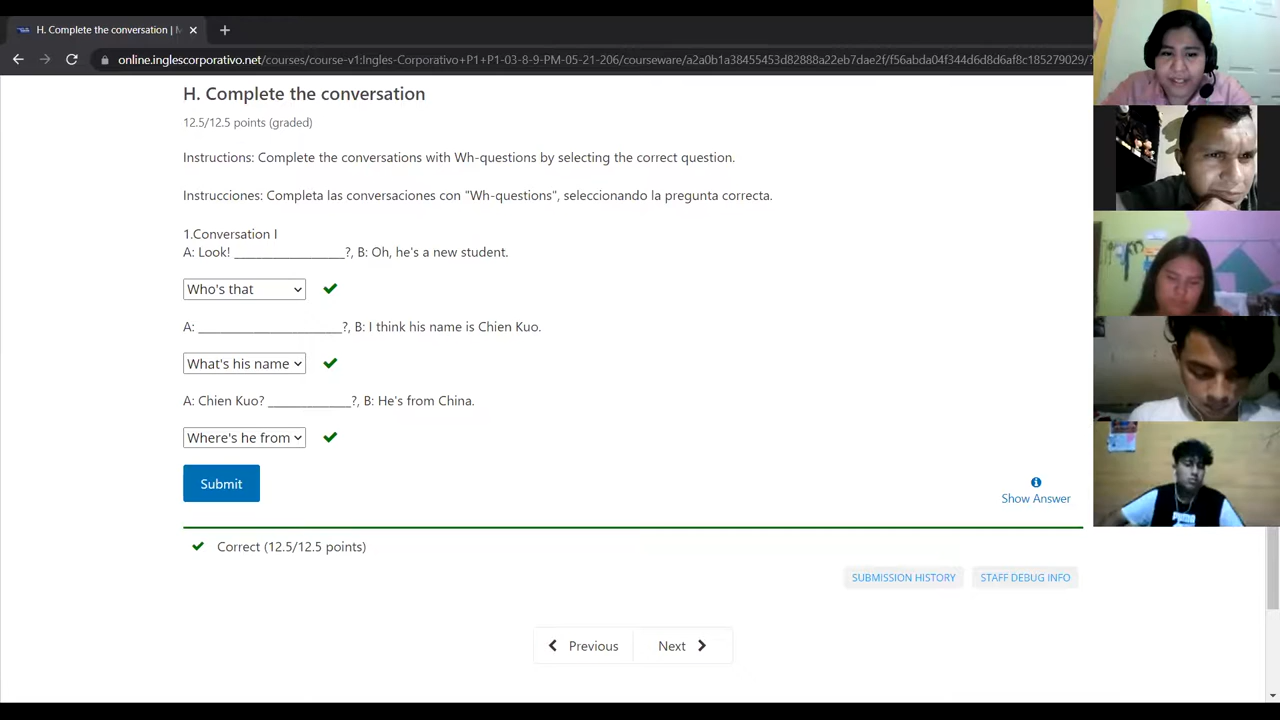 H. Complete the conversation | M
online.inglescorporativo.net/courses/course-v1:Ingles-Corporativo+P1+P1-03-8-9-PM-05-21-206/courseware/a2a0b1a38455453d82888a22eb7dae2f/f56abda04f344d6d8d6af8c185279029/?
H. Complete the conversation
12.5/12.5 points (graded)
Instructions: Complete the conversations with Wh-questions by selecting the correct question.
Instrucciones: Completa las conversaciones con "Wh-questions", seleccionando la pregunta correcta.
1.Conversation I
A: Look! ___________________?, B: Oh, he's a new student.
Who's that
A: ________________________?, B: I think his name is Chien Kuo.
What's his name
A: Chien Kuo? ______________?, B: He's from China.
Where's he from
Submit
Show Answer
Correct (12.5/12.5 points)
SUBMISSION HISTORY
STAFF DEBUG INFO
Previous
Next